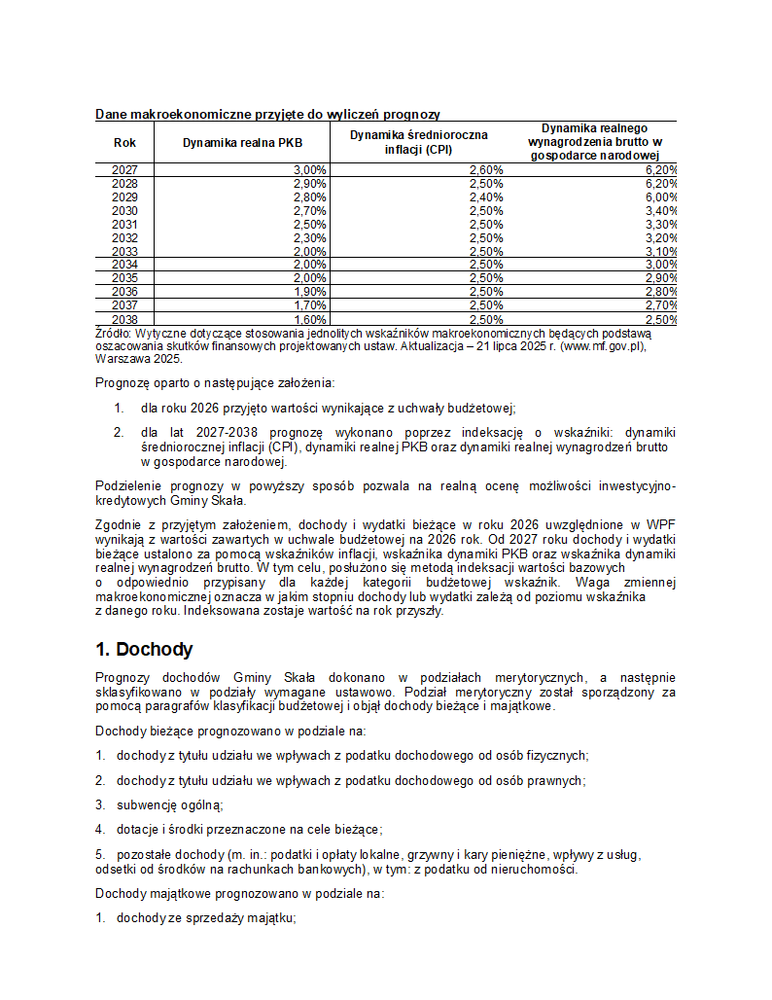 Dane makroekonomiczne przyjęte do wyliczeń prognozy
Rok Dynamika realna PKB Dynamika średnioroczna inflacji (CPI) Dynamika realnego wynagrodzenia brutto w gospodarce narodowej
2027 3,00% 2,60% 6,20%
2028 2,90% 2,50% 6,20%
2029 2,80% 2,40% 6,00%
2030 2,70% 2,50% 3,40%
2031 2,50% 2,50% 3,30%
2032 2,30% 2,50% 3,20%
2033 2,00% 2,50% 3,10%
2034 2,00% 2,50% 3,00%
2035 2,00% 2,50% 2,90%
2036 1,90% 2,50% 2,80%
2037 1,70% 2,50% 2,70%
2038 1,60% 2,50% 2,50%
Źródło: Wytyczne dotyczące stosowania jednolitych wskaźników makroekonomicznych będących podstawą
oszacowania skutków finansowych projektowanych ustaw. Aktualizacja – 21 lipca 2025 r. (www.mf.gov.pl),
Warszawa 2025.
Prognozę oparto o następujące założenia:
1. dla roku 2026 przyjęto wartości wynikające z uchwały budżetowej;
2. dla lat 2027-2038 prognozę wykonano poprzez indeksację o wskaźniki: dynamiki
średniorocznej inflacji (CPI), dynamiki realnej PKB oraz dynamiki realnej wynagrodzeń brutto
w gospodarce narodowej.
Podzielenie prognozy w powyższy sposób pozwala na realną ocenę możliwości inwestycyjno-
kredytowych Gminy Skała.
Zgodnie z przyjętym założeniem, dochody i wydatki bieżące w roku 2026 uwzględnione w WPF
wynikają z wartości zawartych w uchwale budżetowej na 2026 rok. Od 2027 roku dochody i wydatki
bieżące ustalono za pomocą wskaźników inflacji, wskaźnika dynamiki PKB oraz wskaźnika dynamiki
realnej wynagrodzeń brutto. W tym celu, posłużono się metodą indeksacji wartości bazowych
o odpowiednio przypisany dla każdej kategorii budżetowej wskaźnik. Waga zmiennej
makroekonomicznej oznacza w jakim stopniu dochody lub wydatki zależą od poziomu wskaźnika
z danego roku. Indeksowana zostaje wartość na rok przyszły.
1. Dochody
Prognozy dochodów Gminy Skała dokonano w podziałach merytorycznych, a następnie
sklasyfikowano w podziały wymagane ustawowo. Podział merytoryczny został sporządzony za
pomocą paragrafów klasyfikacji budżetowej i objął dochody bieżące i majątkowe.
Dochody bieżące prognozowano w podziale na:
1. dochody z tytułu udziału we wpływach z podatku dochodowego od osób fizycznych;
2. dochody z tytułu udziału we wpływach z podatku dochodowego od osób prawnych;
3. subwencję ogólną;
4. dotacje i środki przeznaczone na cele bieżące;
5. pozostałe dochody (m. in.: podatki i opłaty lokalne, grzywny i kary pieniężne, wpływy z usług,
odsetki od środków na rachunkach bankowych), w tym: z podatku od nieruchomości.
Dochody majątkowe prognozowano w podziale na:
1. dochody ze sprzedaży majątku;